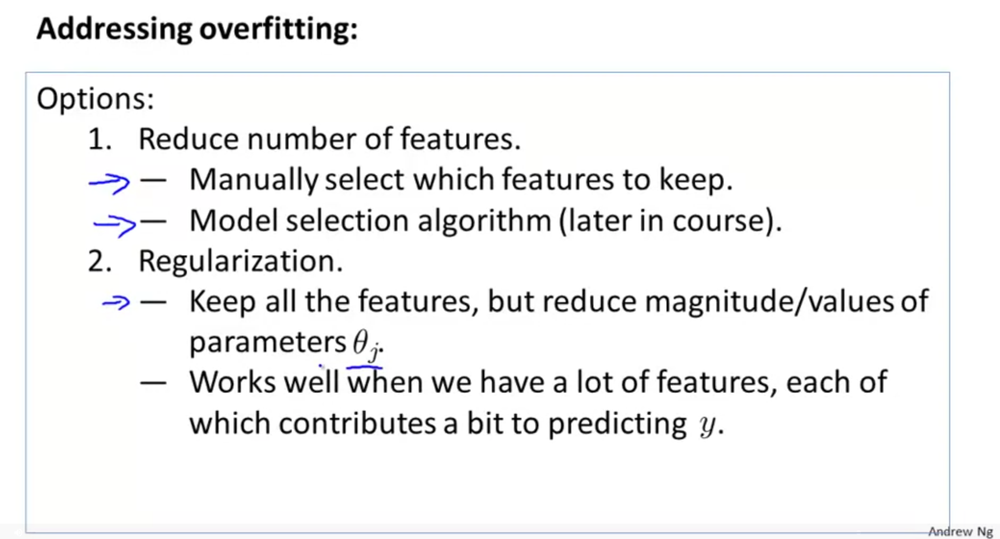 Addressing overfitting:
Options:
1. Reduce number of features.
— Manually select which features to keep.
— Model selection algorithm (later in course).
2. Regularization.
— Keep all the features, but reduce magnitude/values of
parameters θⱼ.
— Works well when we have a lot of features, each of
which contributes a bit to predicting y.
Andrew Ng